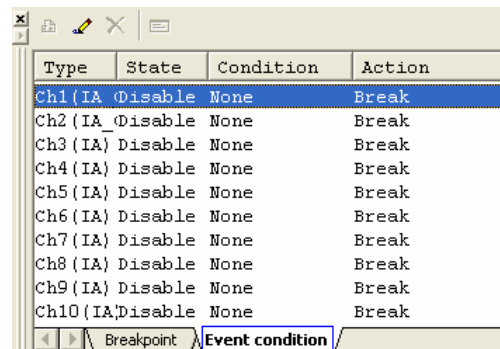 Type State Condition Action
Ch1(IA Disable None Break
Ch2(IA_ Disable None Break
Ch3(IA) Disable None Break
Ch4(IA) Disable None Break
Ch5(IA) Disable None Break
Ch6(IA) Disable None Break
Ch7(IA) Disable None Break
Ch8(IA) Disable None Break
Ch9(IA) Disable None Break
Ch10(IA Disable None Break
Breakpoint Event condition